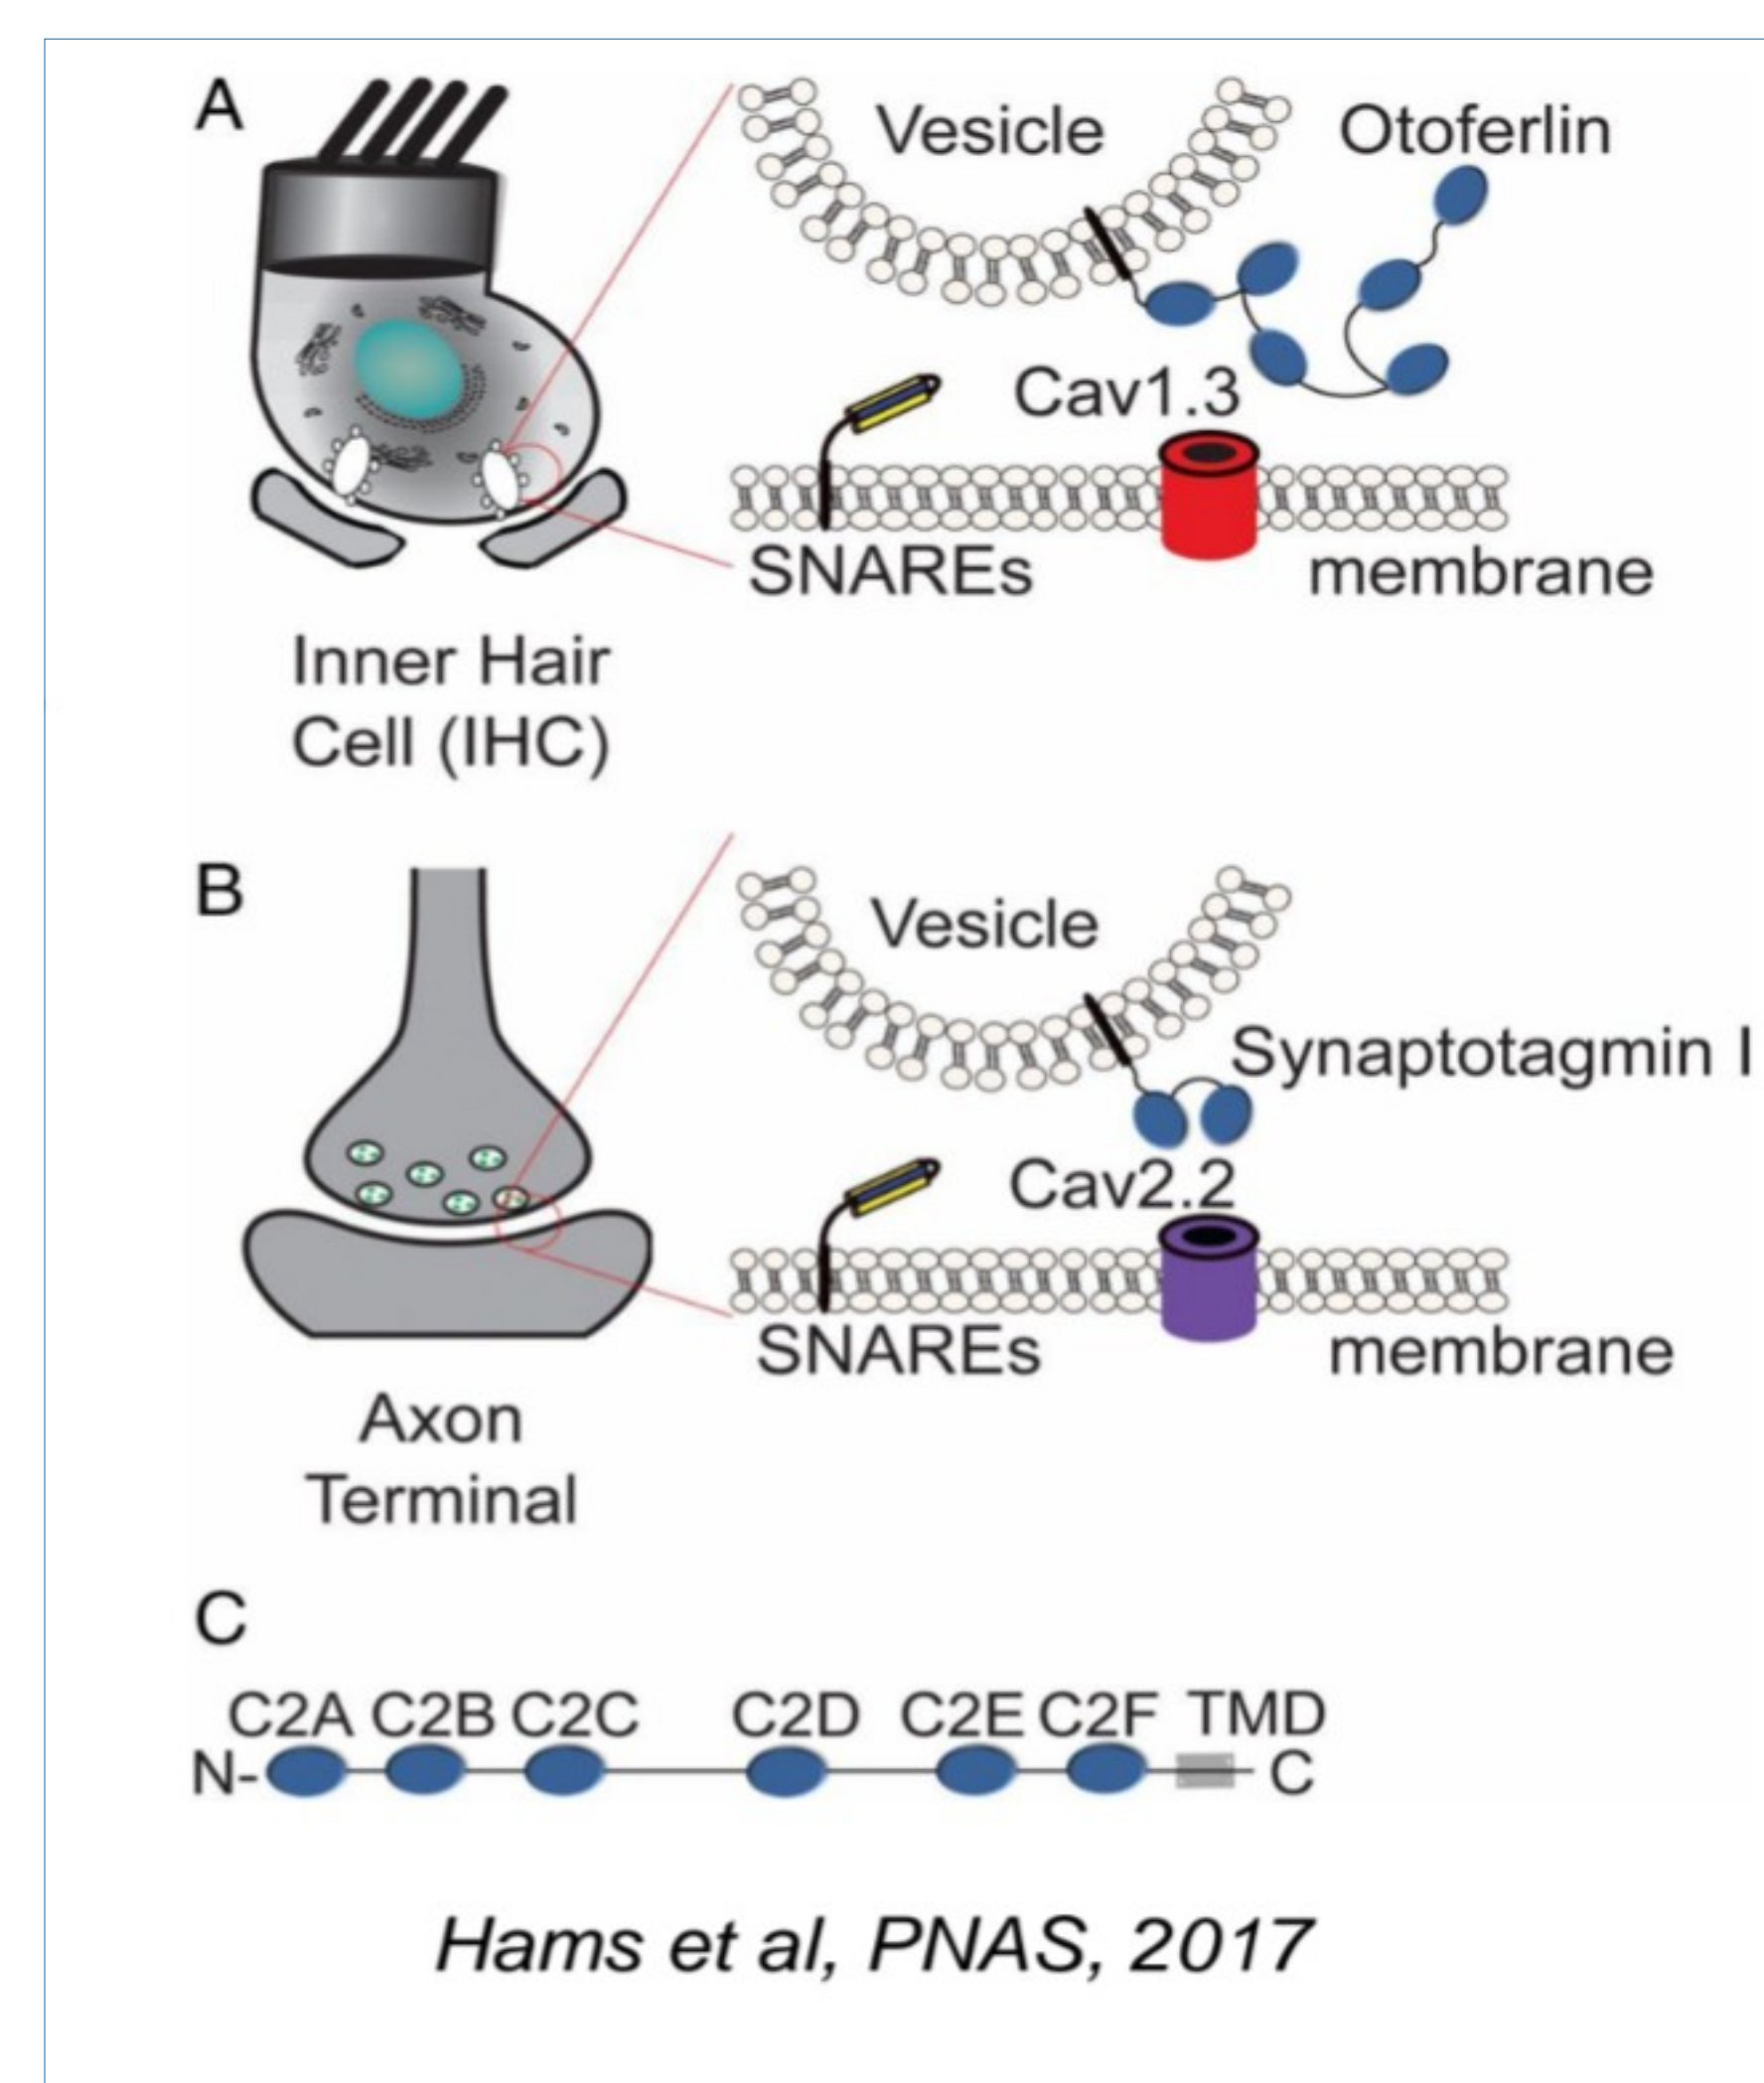 A
Vesicle
Otoferlin
Cav1.3
SNAREs
membrane
Inner Hair
Cell (IHC)
B
Vesicle
Synaptotagmin I
Cav2.2
SNAREs
membrane
Axon
Terminal
C
C2A C2B C2C C2D C2E C2F TMD
N- C
Hams et al, PNAS, 2017